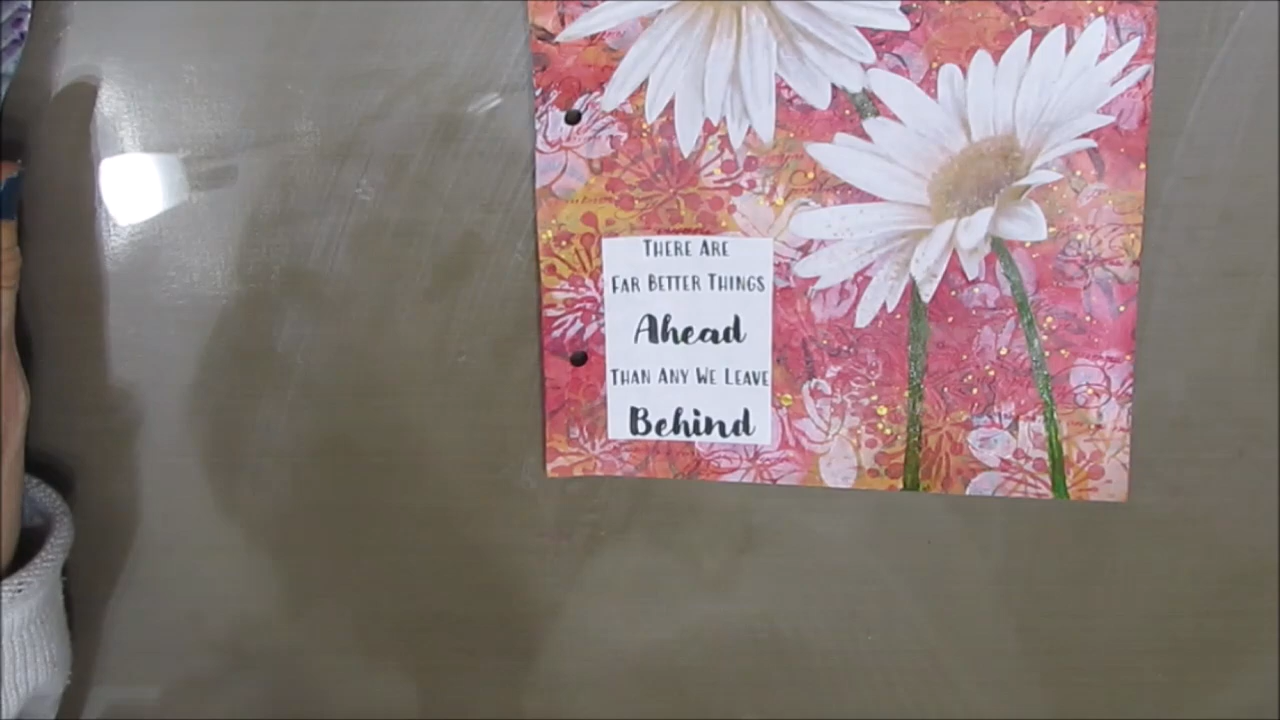 There Are
Far Better Things
Ahead
Than Any We Leave
Behind